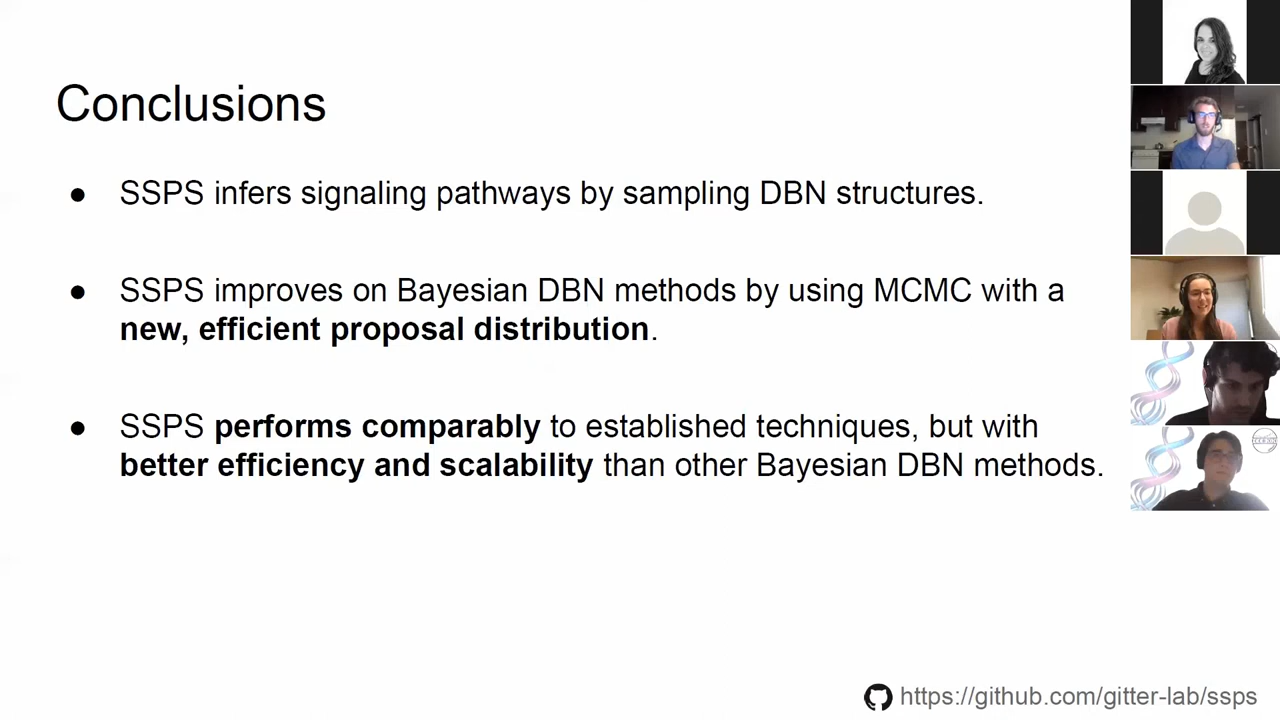 Conclusions
● SSPS infers signaling pathways by sampling DBN structures.
● SSPS improves on Bayesian DBN methods by using MCMC with a
new, efficient proposal distribution.
● SSPS performs comparably to established techniques, but with
better efficiency and scalability than other Bayesian DBN methods.
https://github.com/gitter-lab/ssps